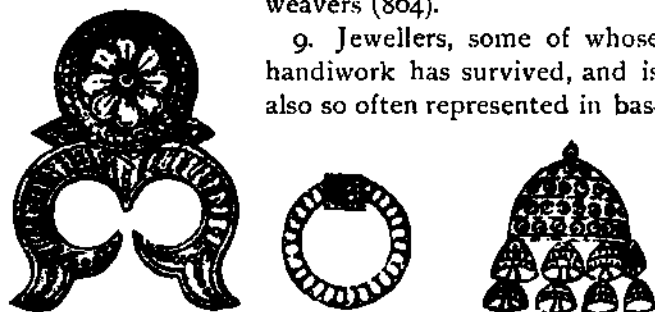 weavers (804).
9. Jewellers, some of whose
handiwork has survived, and is
also so often represented in bas-